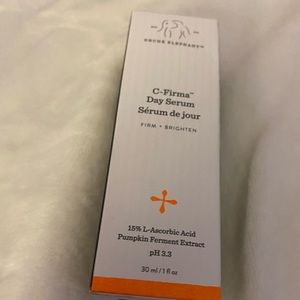 DRUNK ELEPHANT™
C-Firma™
Day Serum
Sérum de jour
FIRM • BRIGHTEN
15% L-Ascorbic Acid
Pumpkin Ferment Extract
pH 3.3
30 ml / 1 fl oz